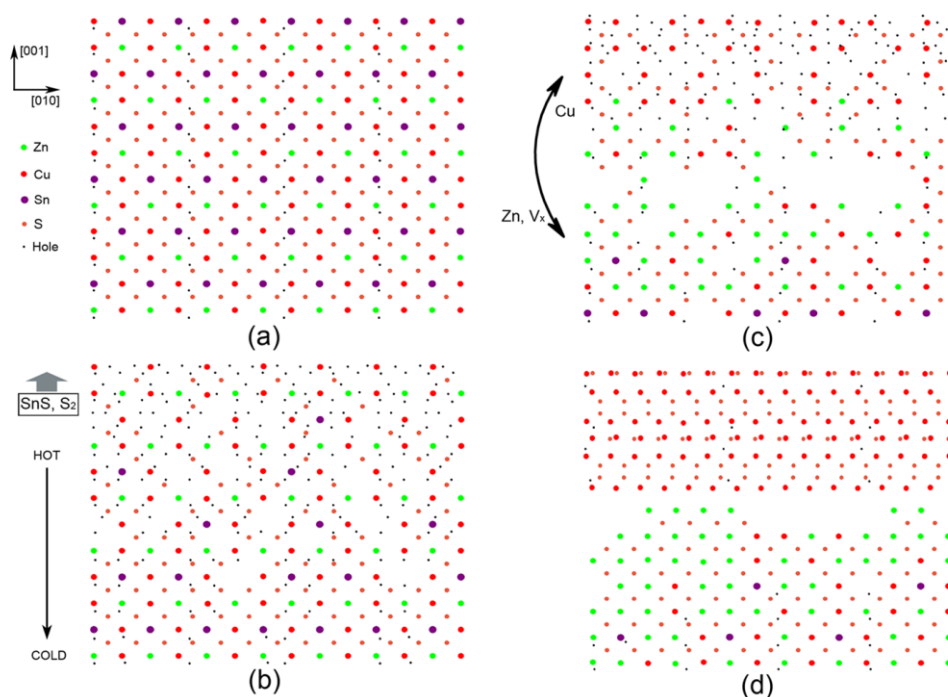 [001]
[010]
Zn
Cu
Sn
S
Hole
(a)
Cu
Zn, Vx
(c)
SnS, S2
HOT
COLD
(b)
(d)